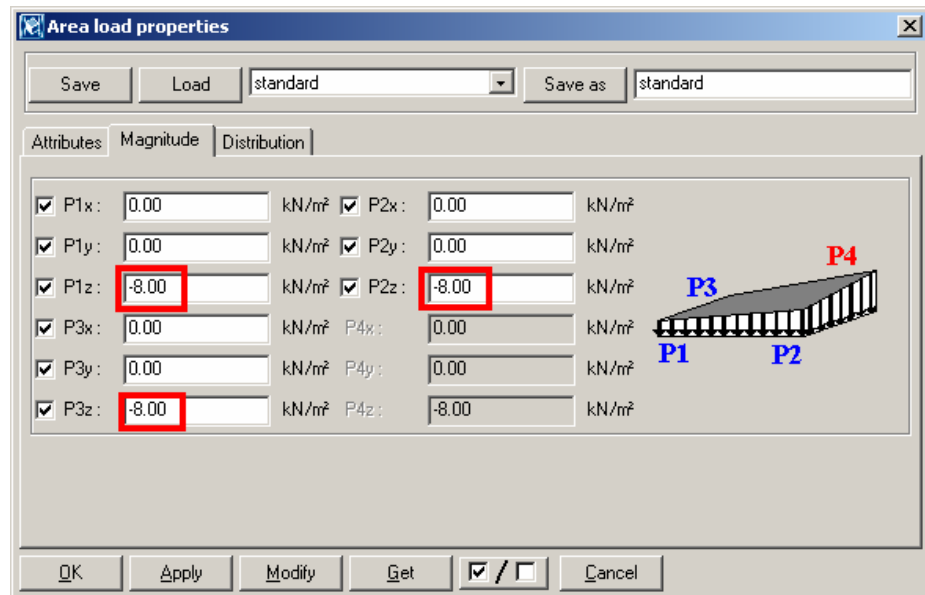 Area load properties
Save Load standard Save as standard
Attributes Magnitude Distribution
P1x : 0.00 kN/m² P2x : 0.00 kN/m²
P1y : 0.00 kN/m² P2y : 0.00 kN/m²
P1z : -8.00 kN/m² P2z : -8.00 kN/m²
P3x : 0.00 kN/m² P4x : 0.00 kN/m²
P3y : 0.00 kN/m² P4y : 0.00 kN/m²
P3z : -8.00 kN/m² P4z : -8.00 kN/m²
P4
P3
P1 P2
OK Apply Modify Get / Cancel